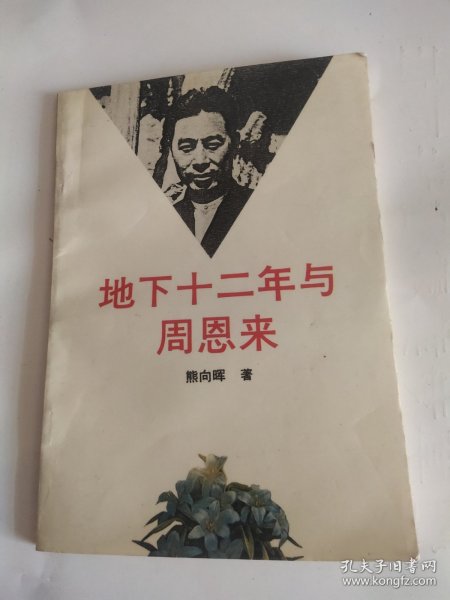 地下十二年与
周恩来
熊向晖 著
孔夫子旧书网
www.kongfz.com